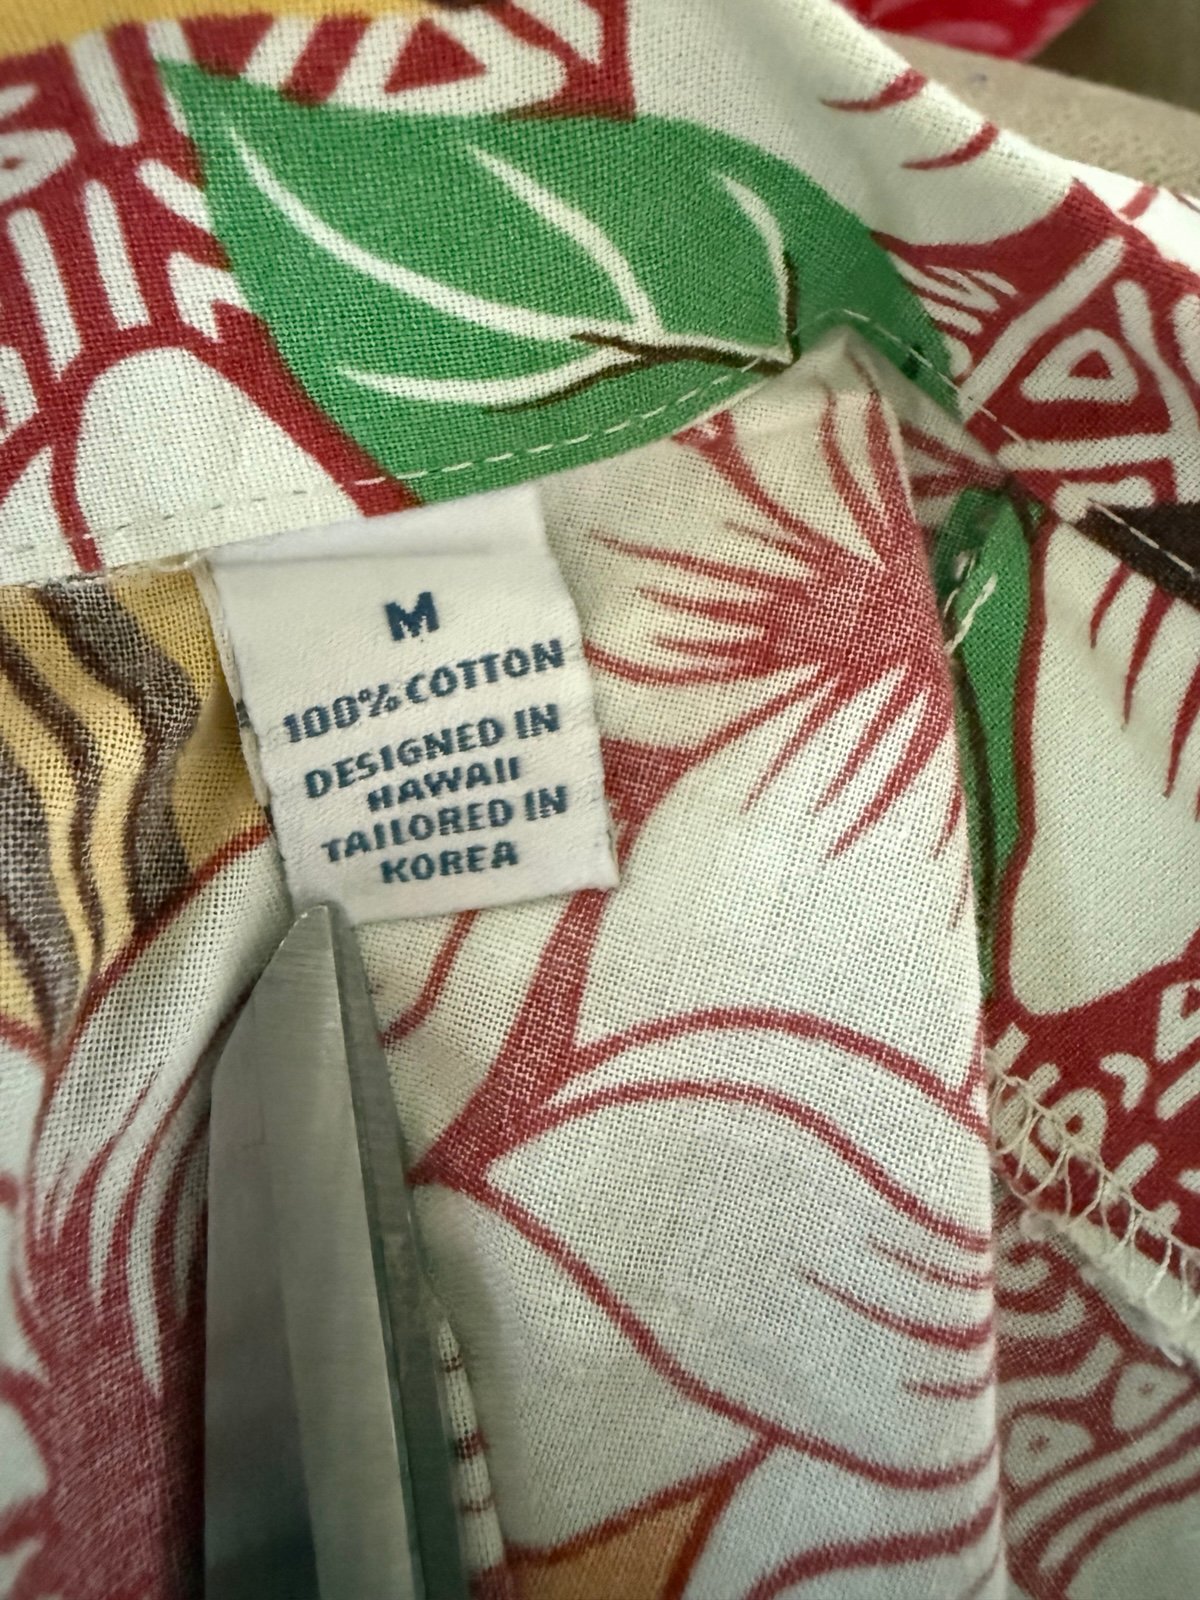 M
100% COTTON
DESIGNED IN
HAWAII
TAILORED IN
KOREA